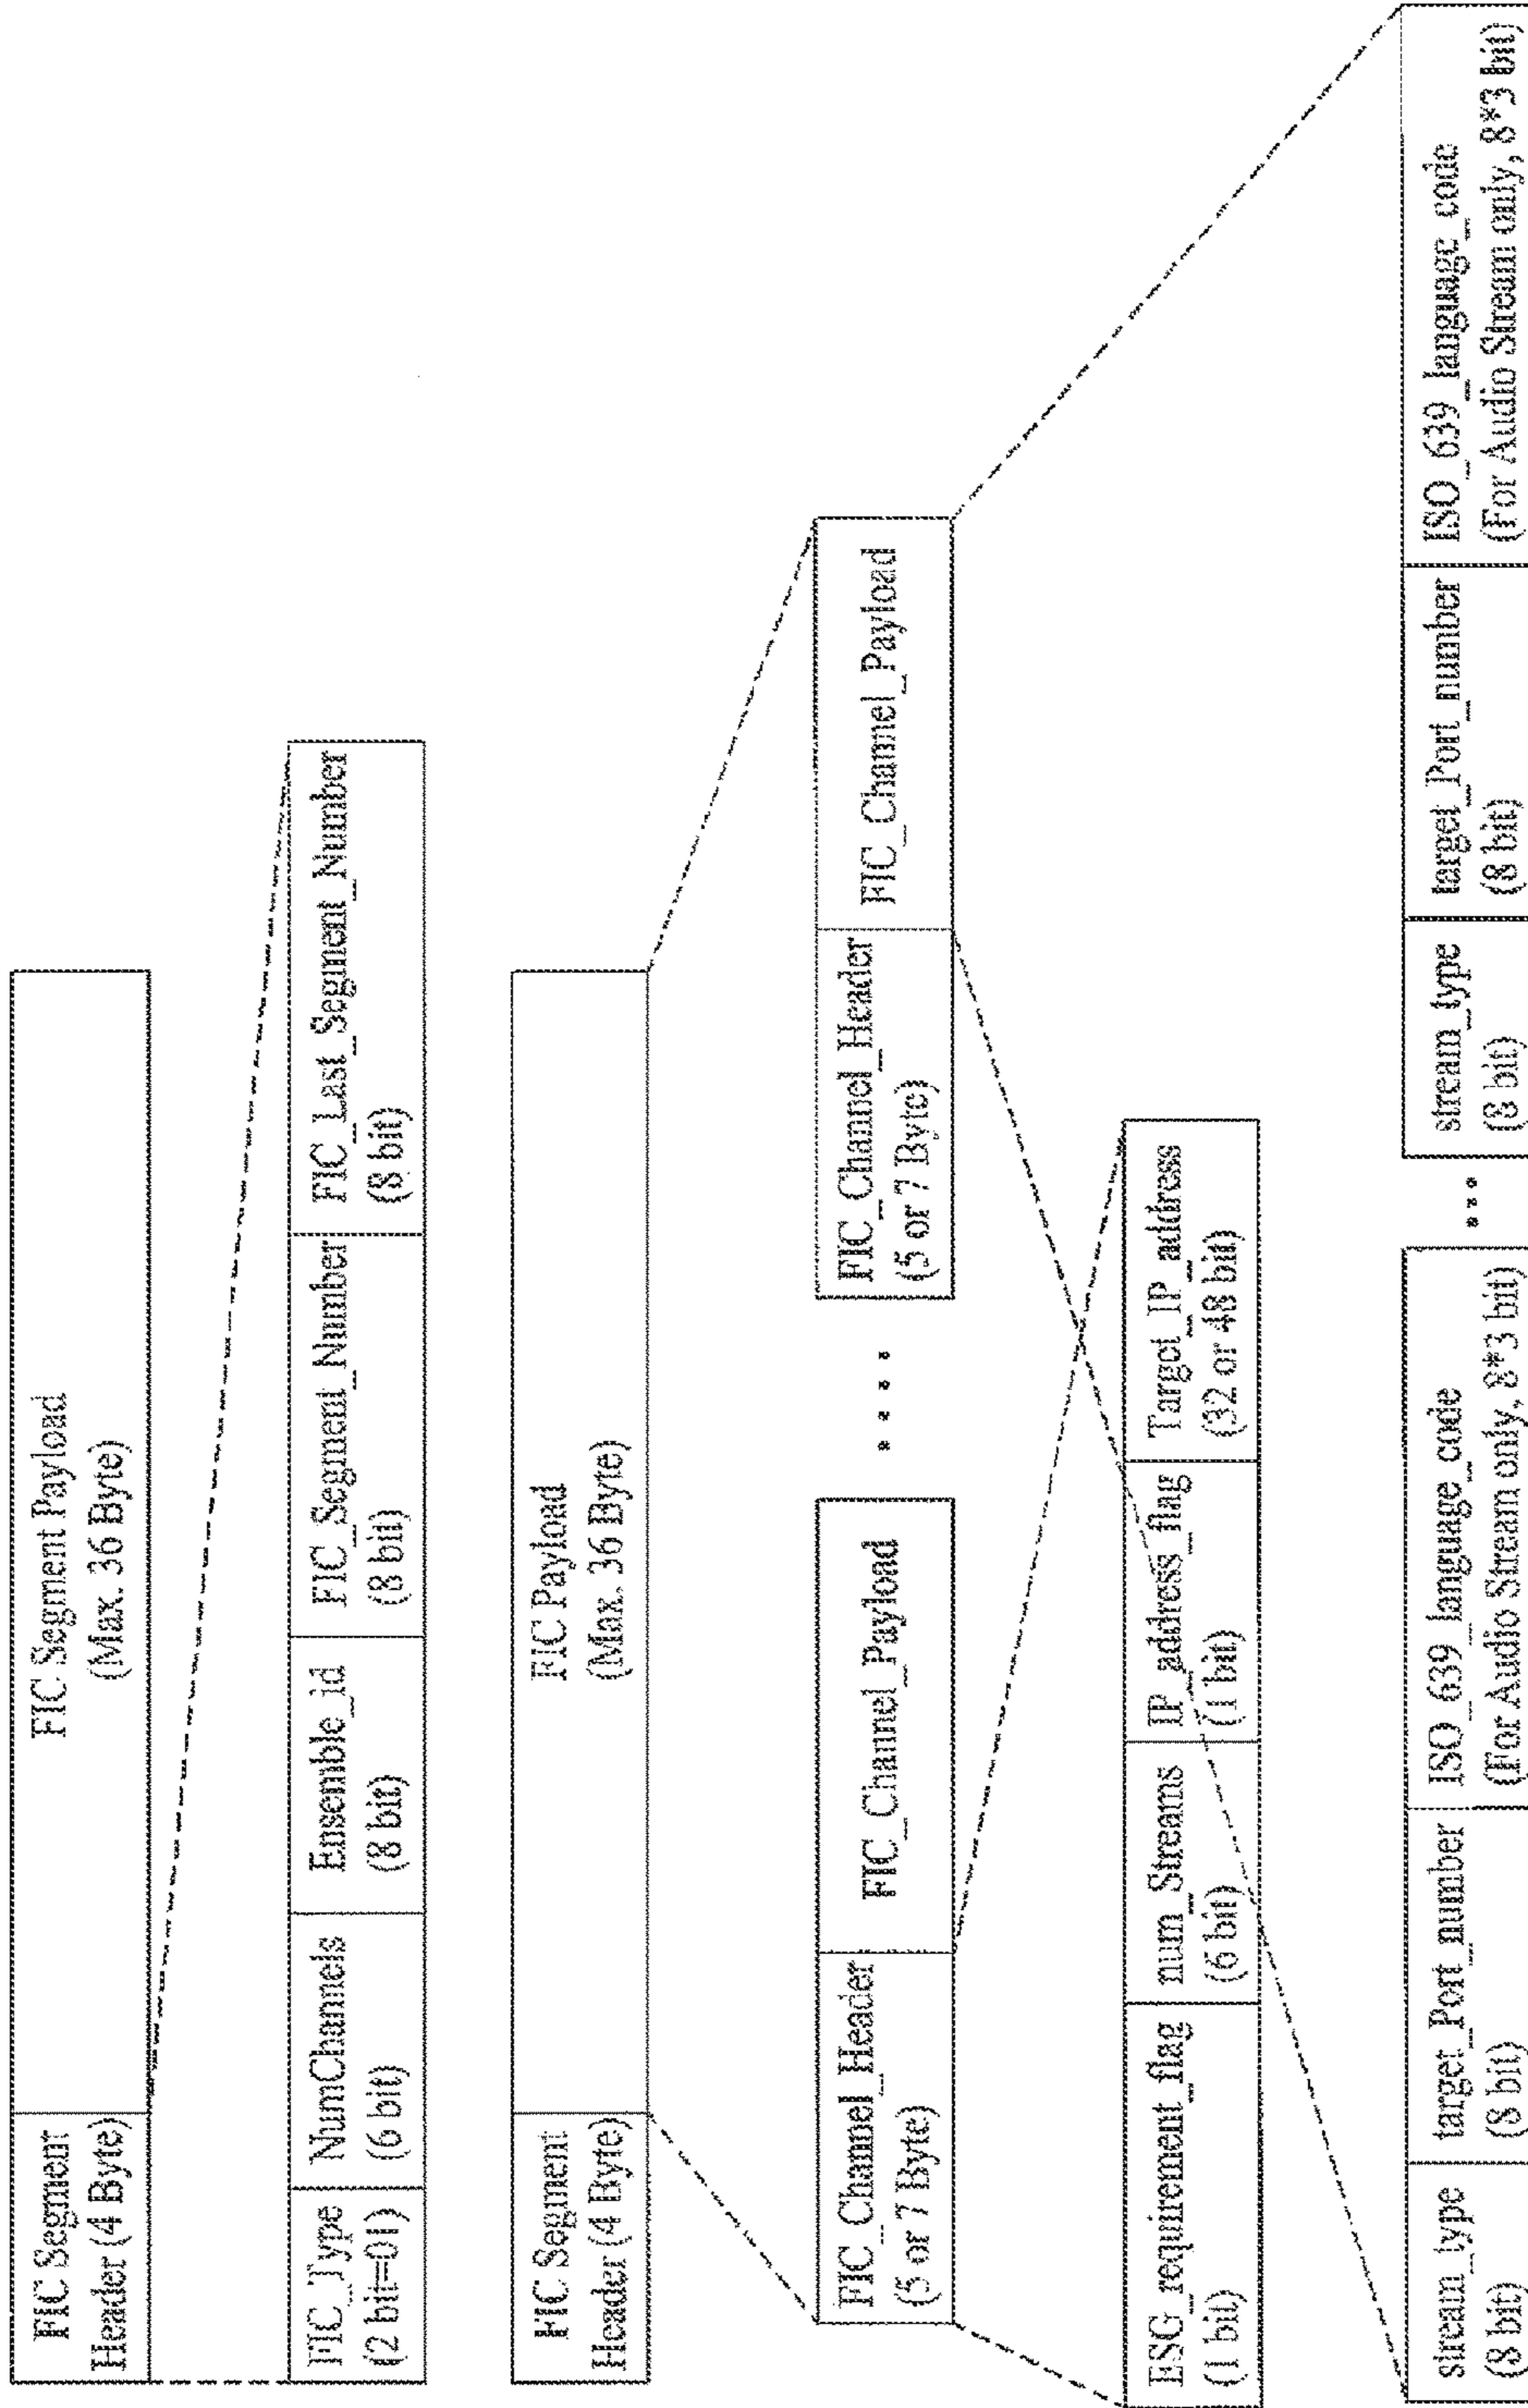 FIC Segment
Header (4 Byte)
FIC Segment Payload
(Max. 36 Byte)
FIC_Type
(2 bit=01)
NumChannels
(6 bit)
Ensemble_id
(8 bit)
FIC_Segment_Number
(8 bit)
FIC_Last_Segment_Number
(8 bit)
FIC Segment
Header (4 Byte)
FIC Payload
(Max. 36 Byte)
FIC_Channel_Header
(5 or 7 Byte)
FIC_Channel_Payload
• • • •
FIC_Channel_Header
(5 or 7 Byte)
FIC_Channel_Payload
ESG_requirement_flag
(1 bit)
num_Streams
(6 bit)
IP_address_flag
(1 bit)
Target_IP_address
(32 or 48 bit)
stream_type
(8 bit)
target_Port_number
(8 bit)
ISO_639_language_code
(For Audio Stream only, 8*3 bit)
• • •
stream_type
(8 bit)
target_Port_number
(8 bit)
ISO_639_language_code
(For Audio Stream only, 8*3 bit)